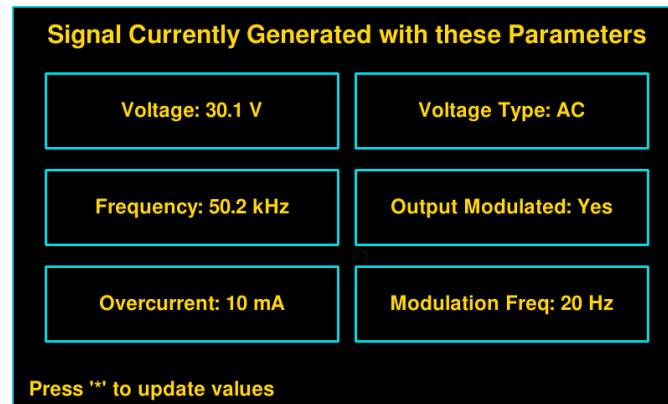 Signal Currently Generated with these Parameters
Voltage: 30.1 V
Voltage Type: AC
Frequency: 50.2 kHz
Output Modulated: Yes
Overcurrent: 10 mA
Modulation Freq: 20 Hz
Press '*' to update values